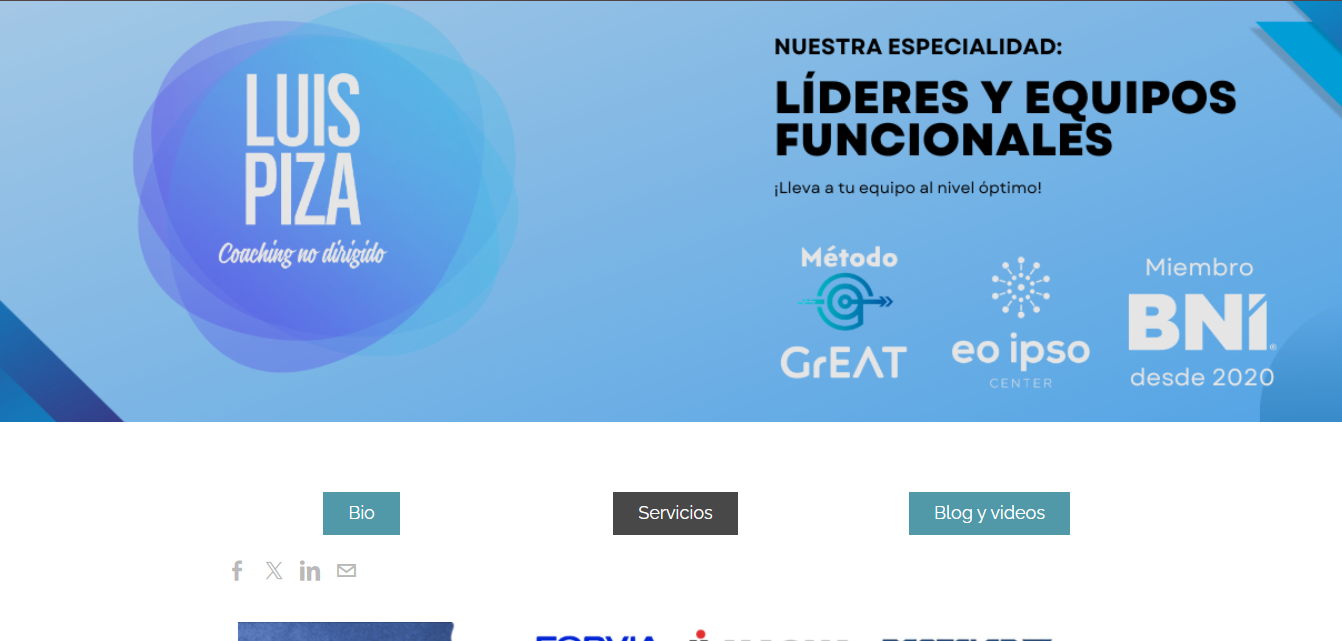 LUIS
PIZA
Coaching no dirigido
NUESTRA ESPECIALIDAD:
LÍDERES Y EQUIPOS
FUNCIONALES
¡Lleva a tu equipo al nivel óptimo!
Método
GrEAT
eo ipso
CENTER
Miembro
BNI
desde 2020
Bio
Servicios
Blog y videos